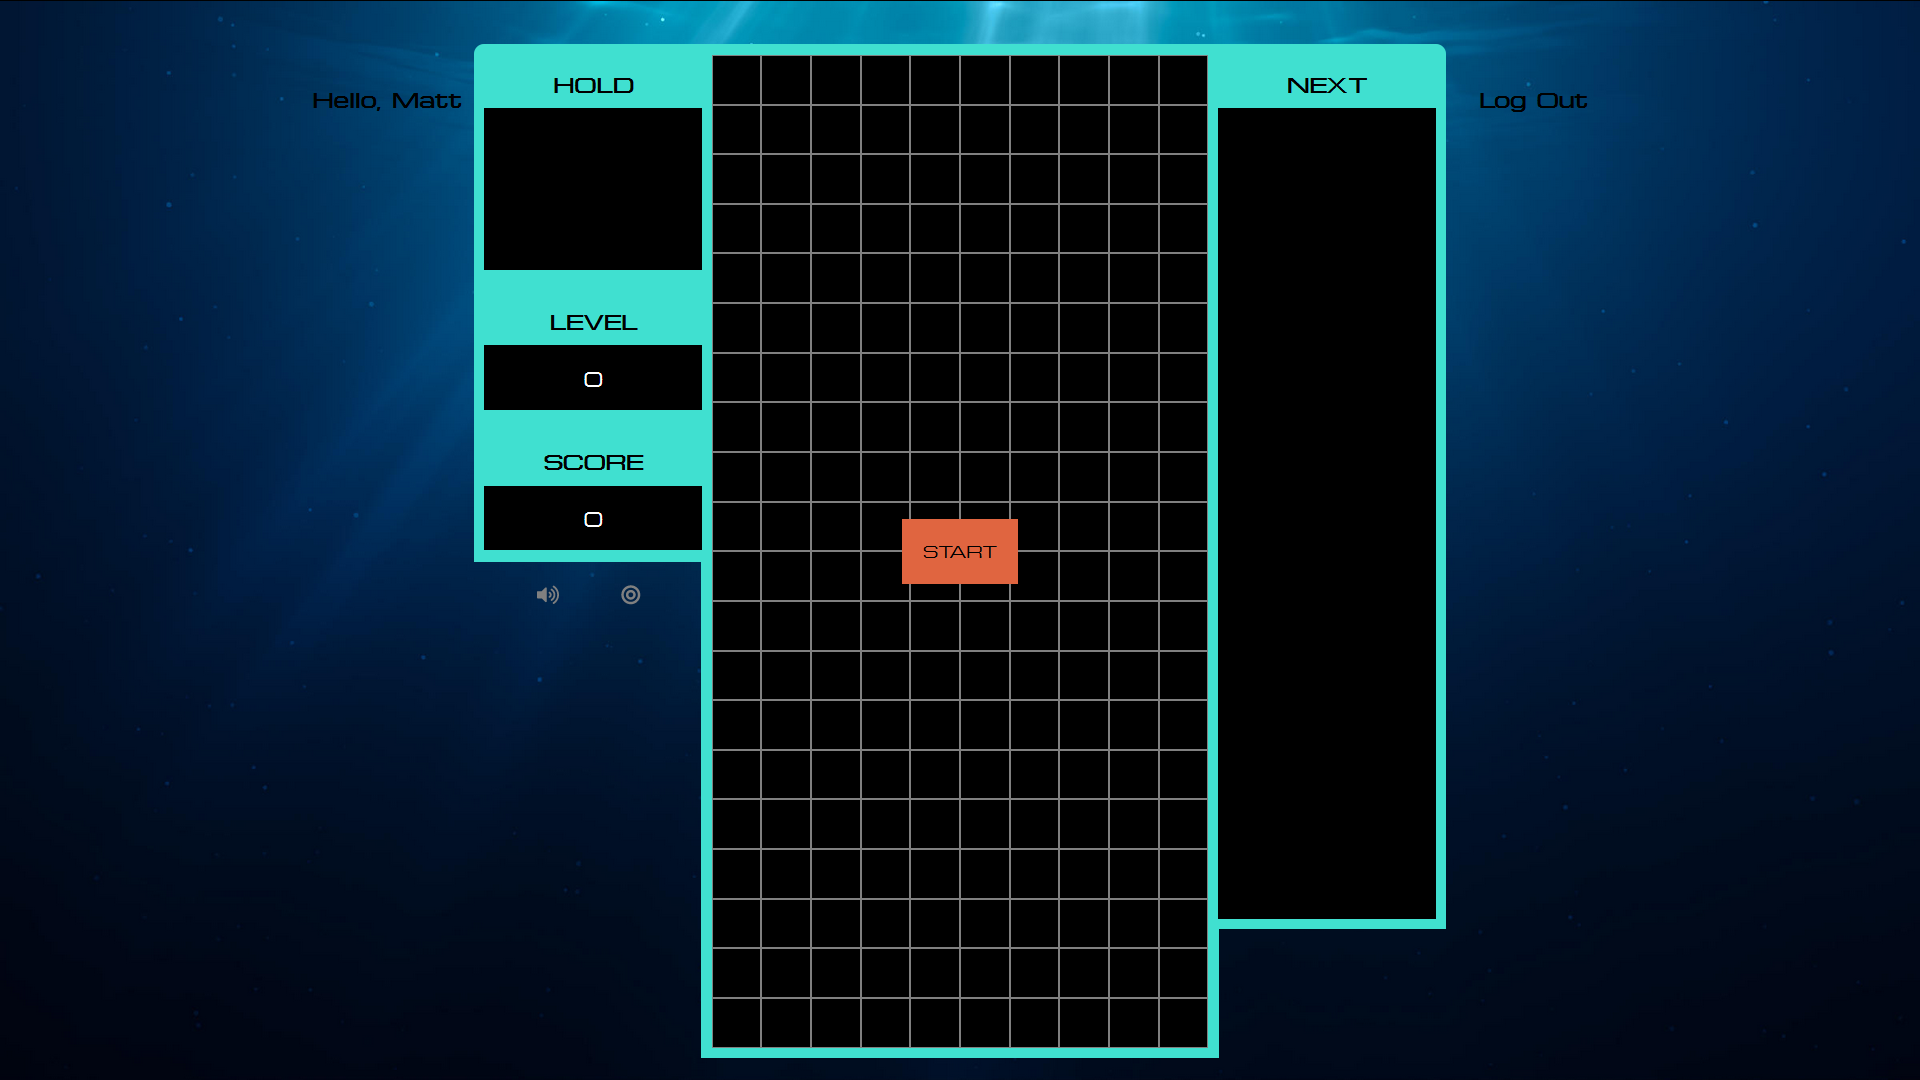 HOLD
NEXT
Hello, Matt
Log Out
LEVEL
0
SCORE
0
START